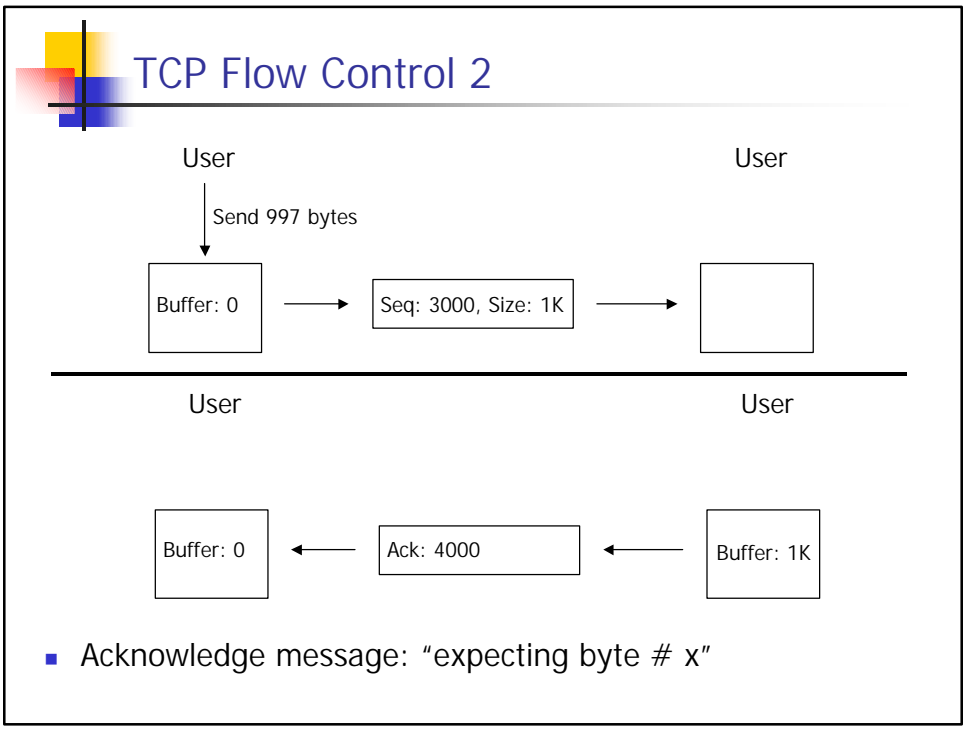 TCP Flow Control 2
User
User
Send 997 bytes
Buffer: 0
Seq: 3000, Size: 1K
User
User
Buffer: 0
Ack: 4000
Buffer: 1K
Acknowledge message: “expecting byte # x”